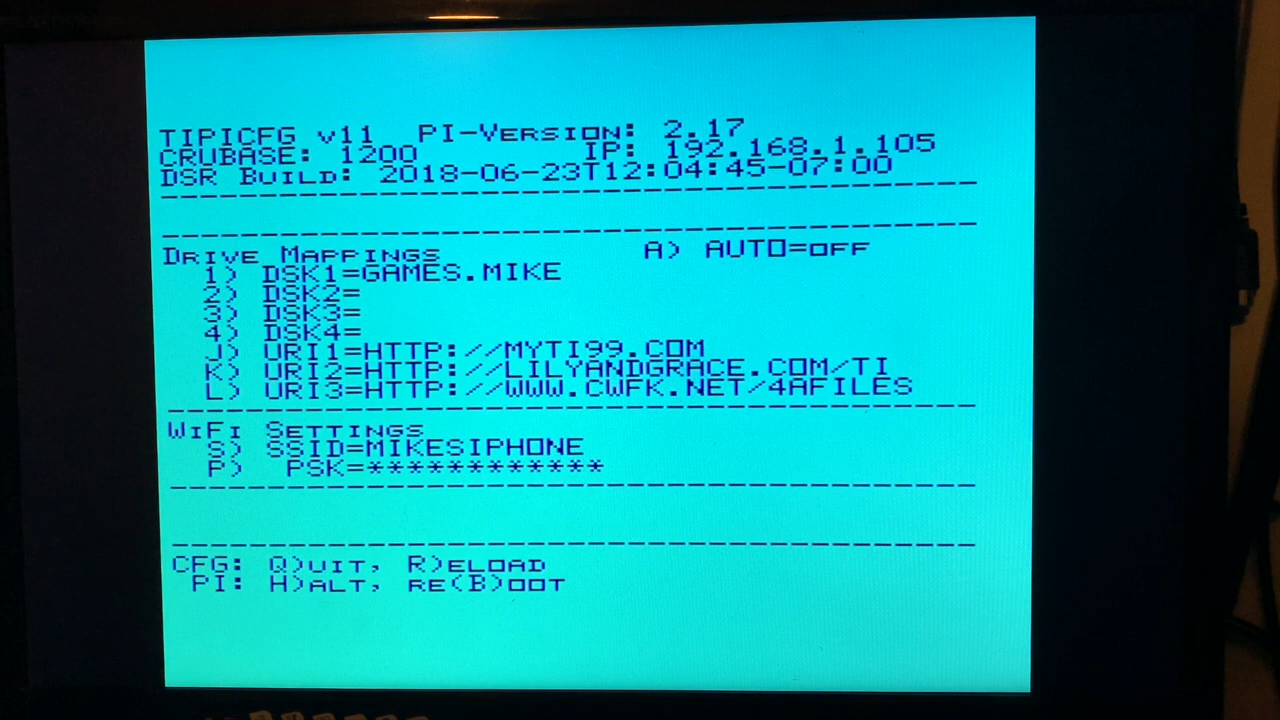 TIPICFG v11 PI-Version: 2.17
CRUBASE: 1200 IP: 192.168.1.105
DSR Build: 2018-06-23T12:04:45-07:00
Drive Mappings A) AUTO=off
1) DSK1=GAMES.MIKE
2) DSK2=
3) DSK3=
4) DSK4=
J) URI1=HTTP://MYTI99.COM
K) URI2=HTTP://LILYANDGRACE.COM/TI
L) URI3=HTTP://WWW.CWFK.NET/4AFILES
WiFi Settings
S) SSID=MIKESIPHONE
P) PSK=************
CFG: Q)uit, R)eload
PI: H)alt, re(B)oot